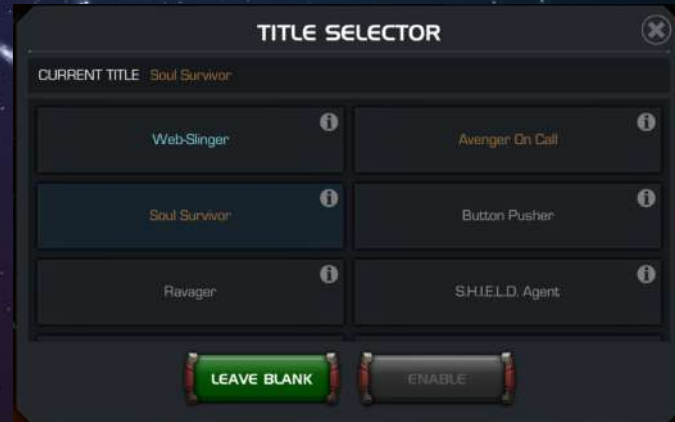 TITLE SELECTOR
CURRENT TITLE Soul Survivor
Web-Slinger
Avenger On Call
Soul Survivor
Button Pusher
Ravager
S.H.I.E.L.D. Agent
LEAVE BLANK
ENABLE